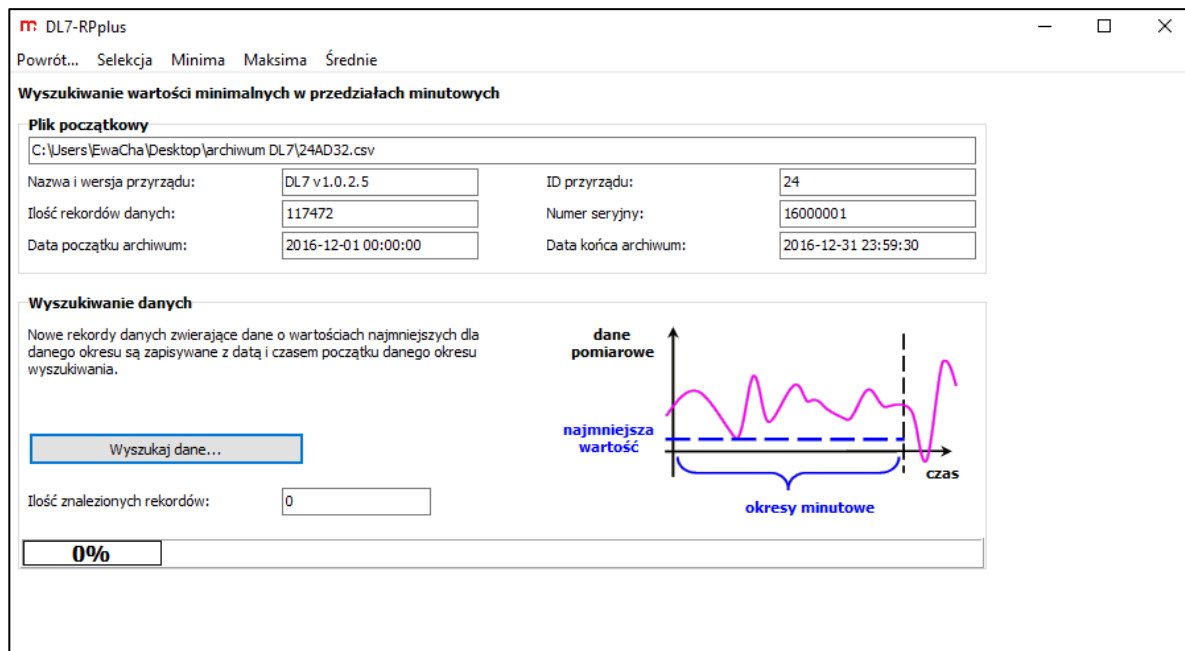 DL7-RPplus
Powrót... Selekcja Minima Maksima Średnie
Wyszukiwanie wartości minimalnych w przedziałach minutowych
Plik początkowy
C:\Users\EwaCha\Desktop\archiwum DL7\24AD32.csv
Nazwa i wersja przyrządu: DL7 v1.0.2.5 ID przyrządu: 24
Ilość rekordów danych: 117472 Numer seryjny: 16000001
Data początku archiwum: 2016-12-01 00:00:00 Data końca archiwum: 2016-12-31 23:59:30
Wyszukiwanie danych
Nowe rekordy danych zwierające dane o wartościach najmniejszych dla
danego okresu są zapisywane z datą i czasem początku danego okresu
wyszukiwania.
Wyszukaj dane...
Ilość znalezionych rekordów: 0
dane
pomiarowe
najmniejsza
wartość
czas
okresy minutowe
0%